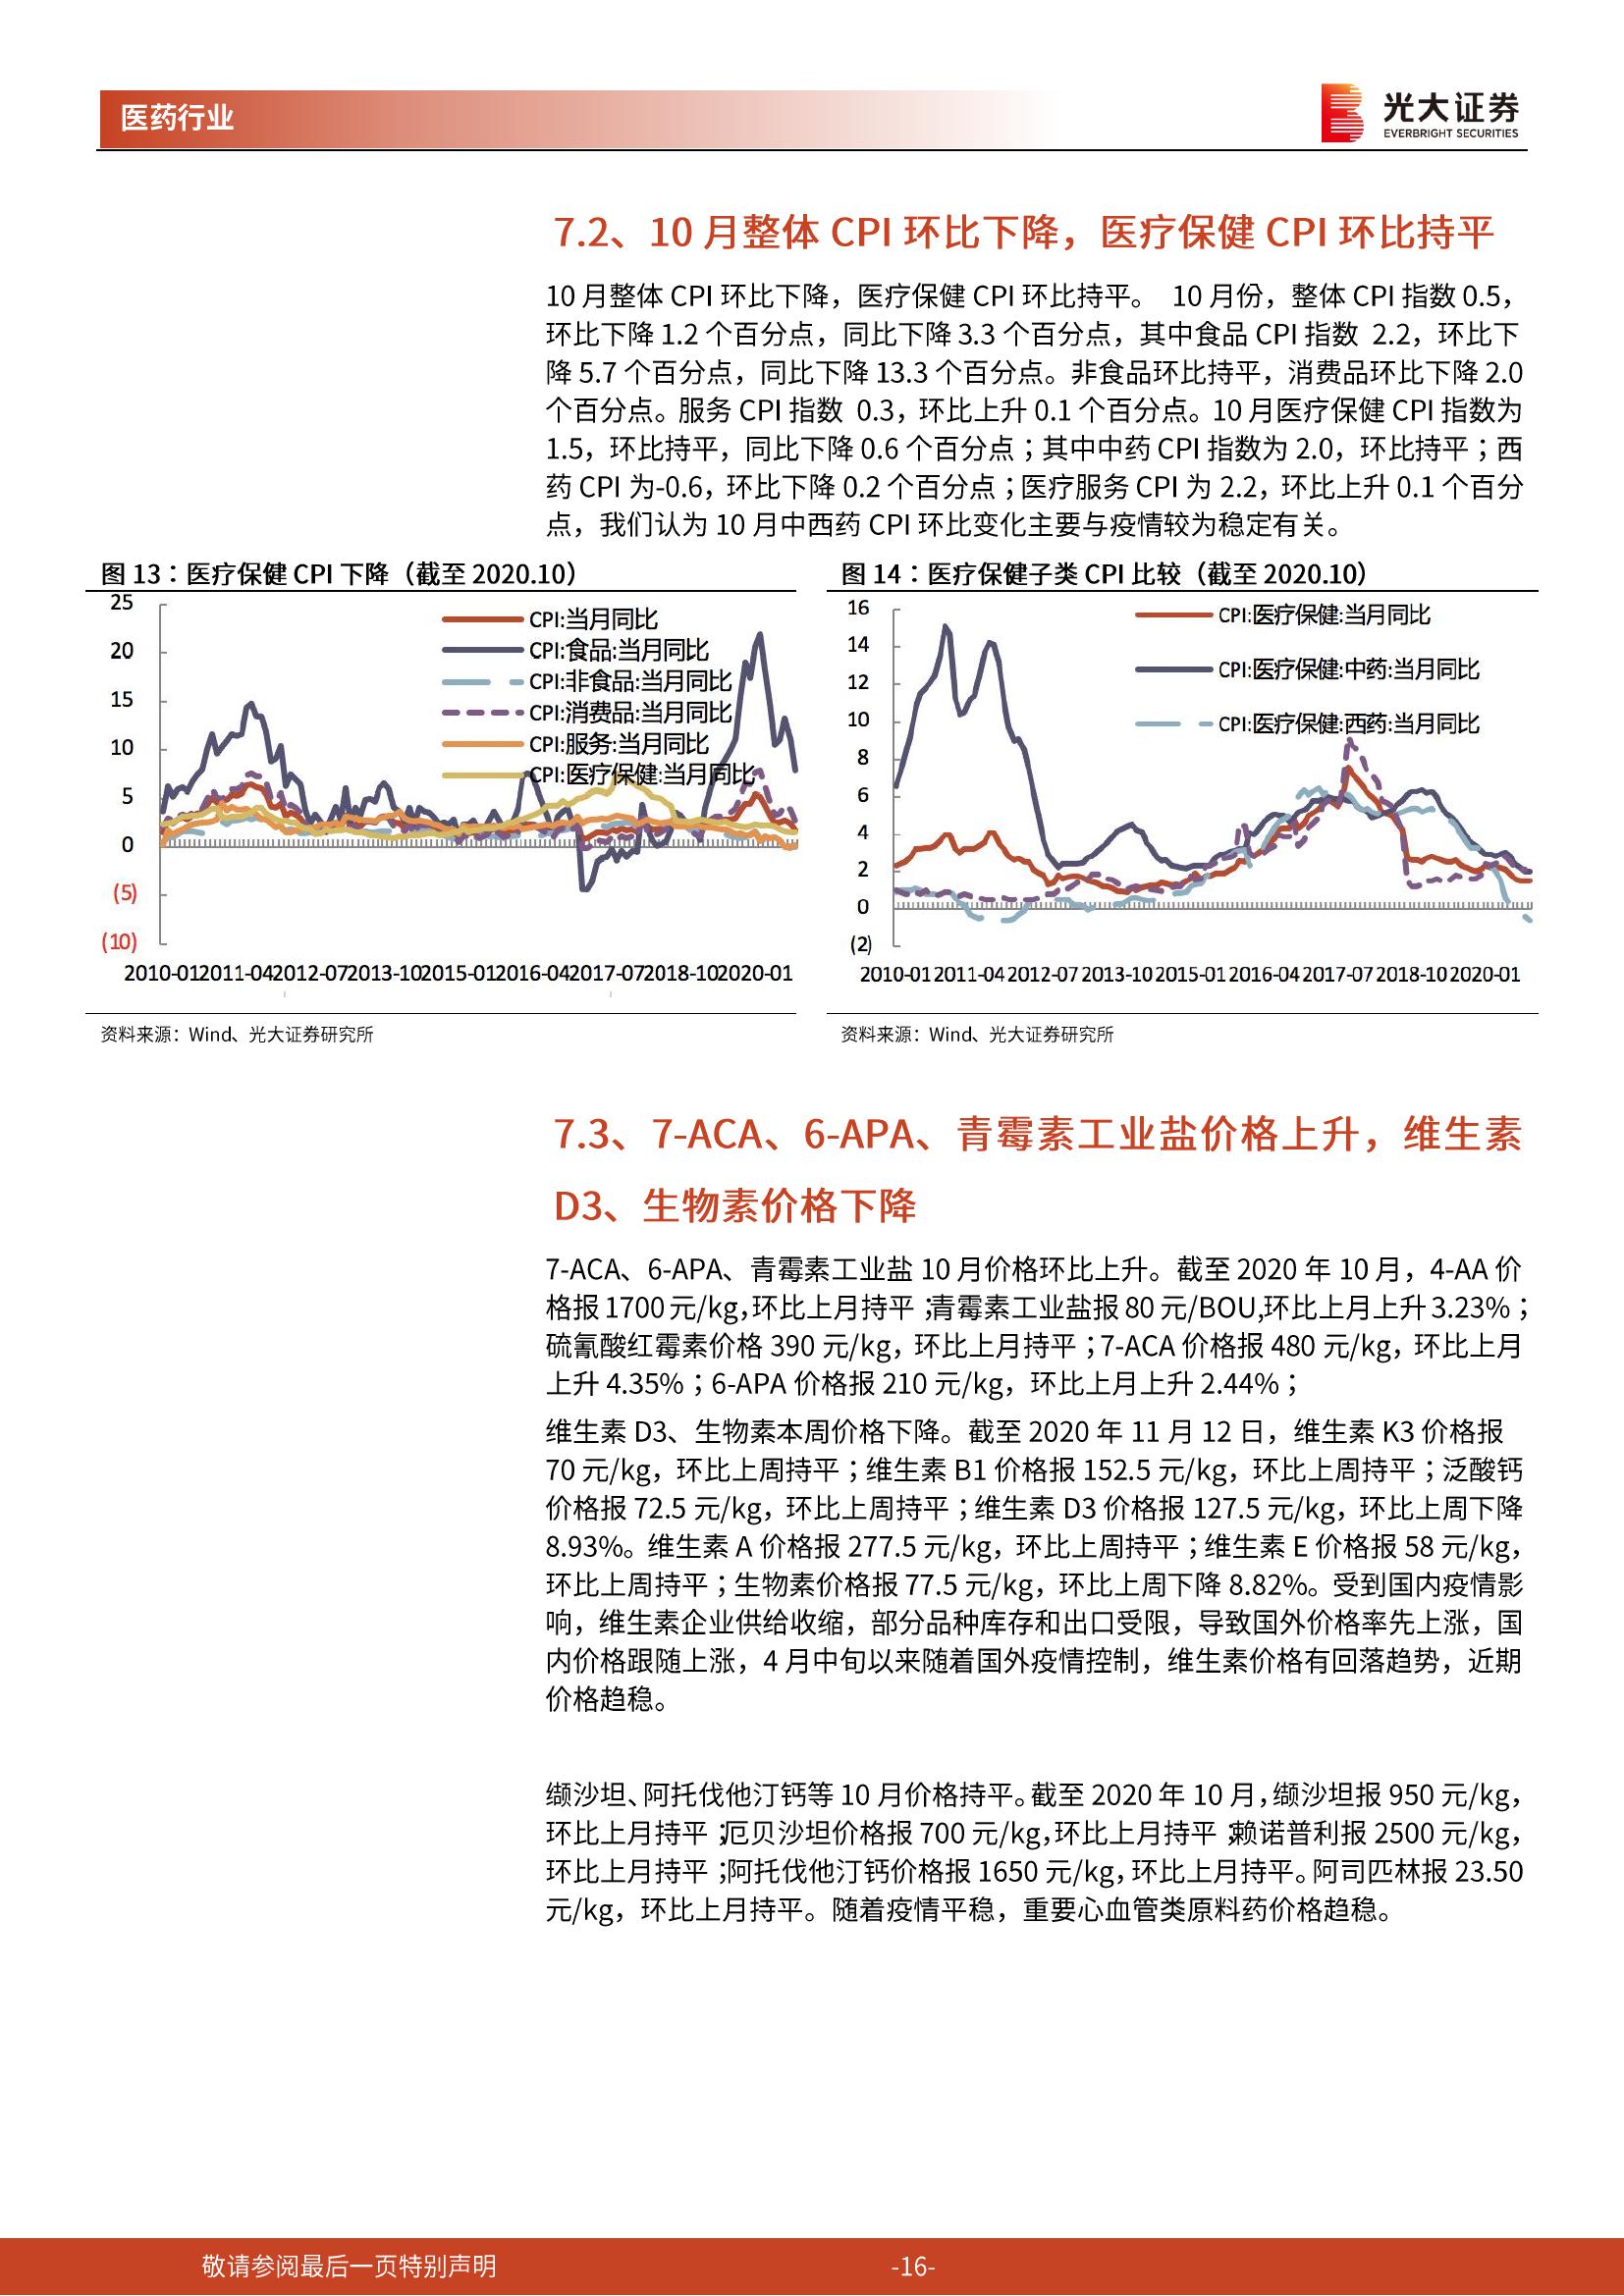 医药行业
光大证券
EVERBRIGHT SECURITIES
7.2、10 月整体 CPI 环比下降，医疗保健 CPI 环比持平
10 月整体 CPI 环比下降，医疗保健 CPI 环比持平。 10 月份，整体 CPI 指数 0.5，
环比下降 1.2 个百分点，同比下降 3.3 个百分点，其中食品 CPI 指数 2.2，环比下
降 5.7 个百分点，同比下降 13.3 个百分点。非食品环比持平，消费品环比下降 2.0
个百分点。服务 CPI 指数 0.3，环比上升 0.1 个百分点。10 月医疗保健 CPI 指数为
1.5，环比持平，同比下降 0.6 个百分点；其中中药 CPI 指数为 2.0，环比持平；西
药 CPI 为-0.6，环比下降 0.2 个百分点；医疗服务 CPI 为 2.2，环比上升 0.1 个百分
点，我们认为 10 月中西药 CPI 环比变化主要与疫情较为稳定有关。
图 13：医疗保健 CPI 下降（截至 2020.10）
25
20
15
10
5
0
(5)
(10)
CPI:当月同比
CPI:食品:当月同比
CPI:非食品:当月同比
CPI:消费品:当月同比
CPI:服务:当月同比
CPI:医疗保健:当月同比
2010-01 2011-04 2012-07 2013-10 2015-01 2016-04 2017-07 2018-10 2020-01
资料来源：Wind、光大证券研究所
图 14：医疗保健子类 CPI 比较（截至 2020.10）
16
14
12
10
8
6
4
2
0
(2)
CPI:医疗保健:当月同比
CPI:医疗保健:中药:当月同比
CPI:医疗保健:西药:当月同比
2010-01 2011-04 2012-07 2013-10 2015-01 2016-04 2017-07 2018-10 2020-01
资料来源：Wind、光大证券研究所
7.3、7-ACA、6-APA、青霉素工业盐价格上升，维生素
D3、生物素价格下降
7-ACA、6-APA、青霉素工业盐 10 月价格环比上升。截至 2020 年 10 月，4-AA 价
格报 1700 元/kg，环比上月持平；青霉素工业盐报 80 元/BOU,环比上月上升 3.23%；
硫氰酸红霉素价格 390 元/kg，环比上月持平；7-ACA 价格报 480 元/kg，环比上月
上升 4.35%；6-APA 价格报 210 元/kg，环比上月上升 2.44%；
维生素 D3、生物素本周价格下降。截至 2020 年 11 月 12 日，维生素 K3 价格报
70 元/kg，环比上周持平；维生素 B1 价格报 152.5 元/kg，环比上周持平；泛酸钙
价格报 72.5 元/kg，环比上周持平；维生素 D3 价格报 127.5 元/kg，环比上周下降
8.93%。维生素 A 价格报 277.5 元/kg，环比上周持平；维生素 E 价格报 58 元/kg，
环比上周持平；生物素价格报 77.5 元/kg，环比上周下降 8.82%。受到国内疫情影
响，维生素企业供给收缩，部分品种库存和出口受限，导致国外价格率先上涨，国
内价格跟随上涨，4 月中旬以来随着国外疫情控制，维生素价格有回落趋势，近期
价格趋稳。
缬沙坦、阿托伐他汀钙等 10 月价格持平。截至 2020 年 10 月，缬沙坦报 950 元/kg，
环比上月持平；厄贝沙坦价格报 700 元/kg，环比上月持平；赖诺普利报 2500 元/kg，
环比上月持平；阿托伐他汀钙价格报 1650 元/kg，环比上月持平。阿司匹林报 23.50
元/kg，环比上月持平。随着疫情平稳，重要心血管类原料药价格趋稳。
敬请参阅最后一页特别声明
-16-